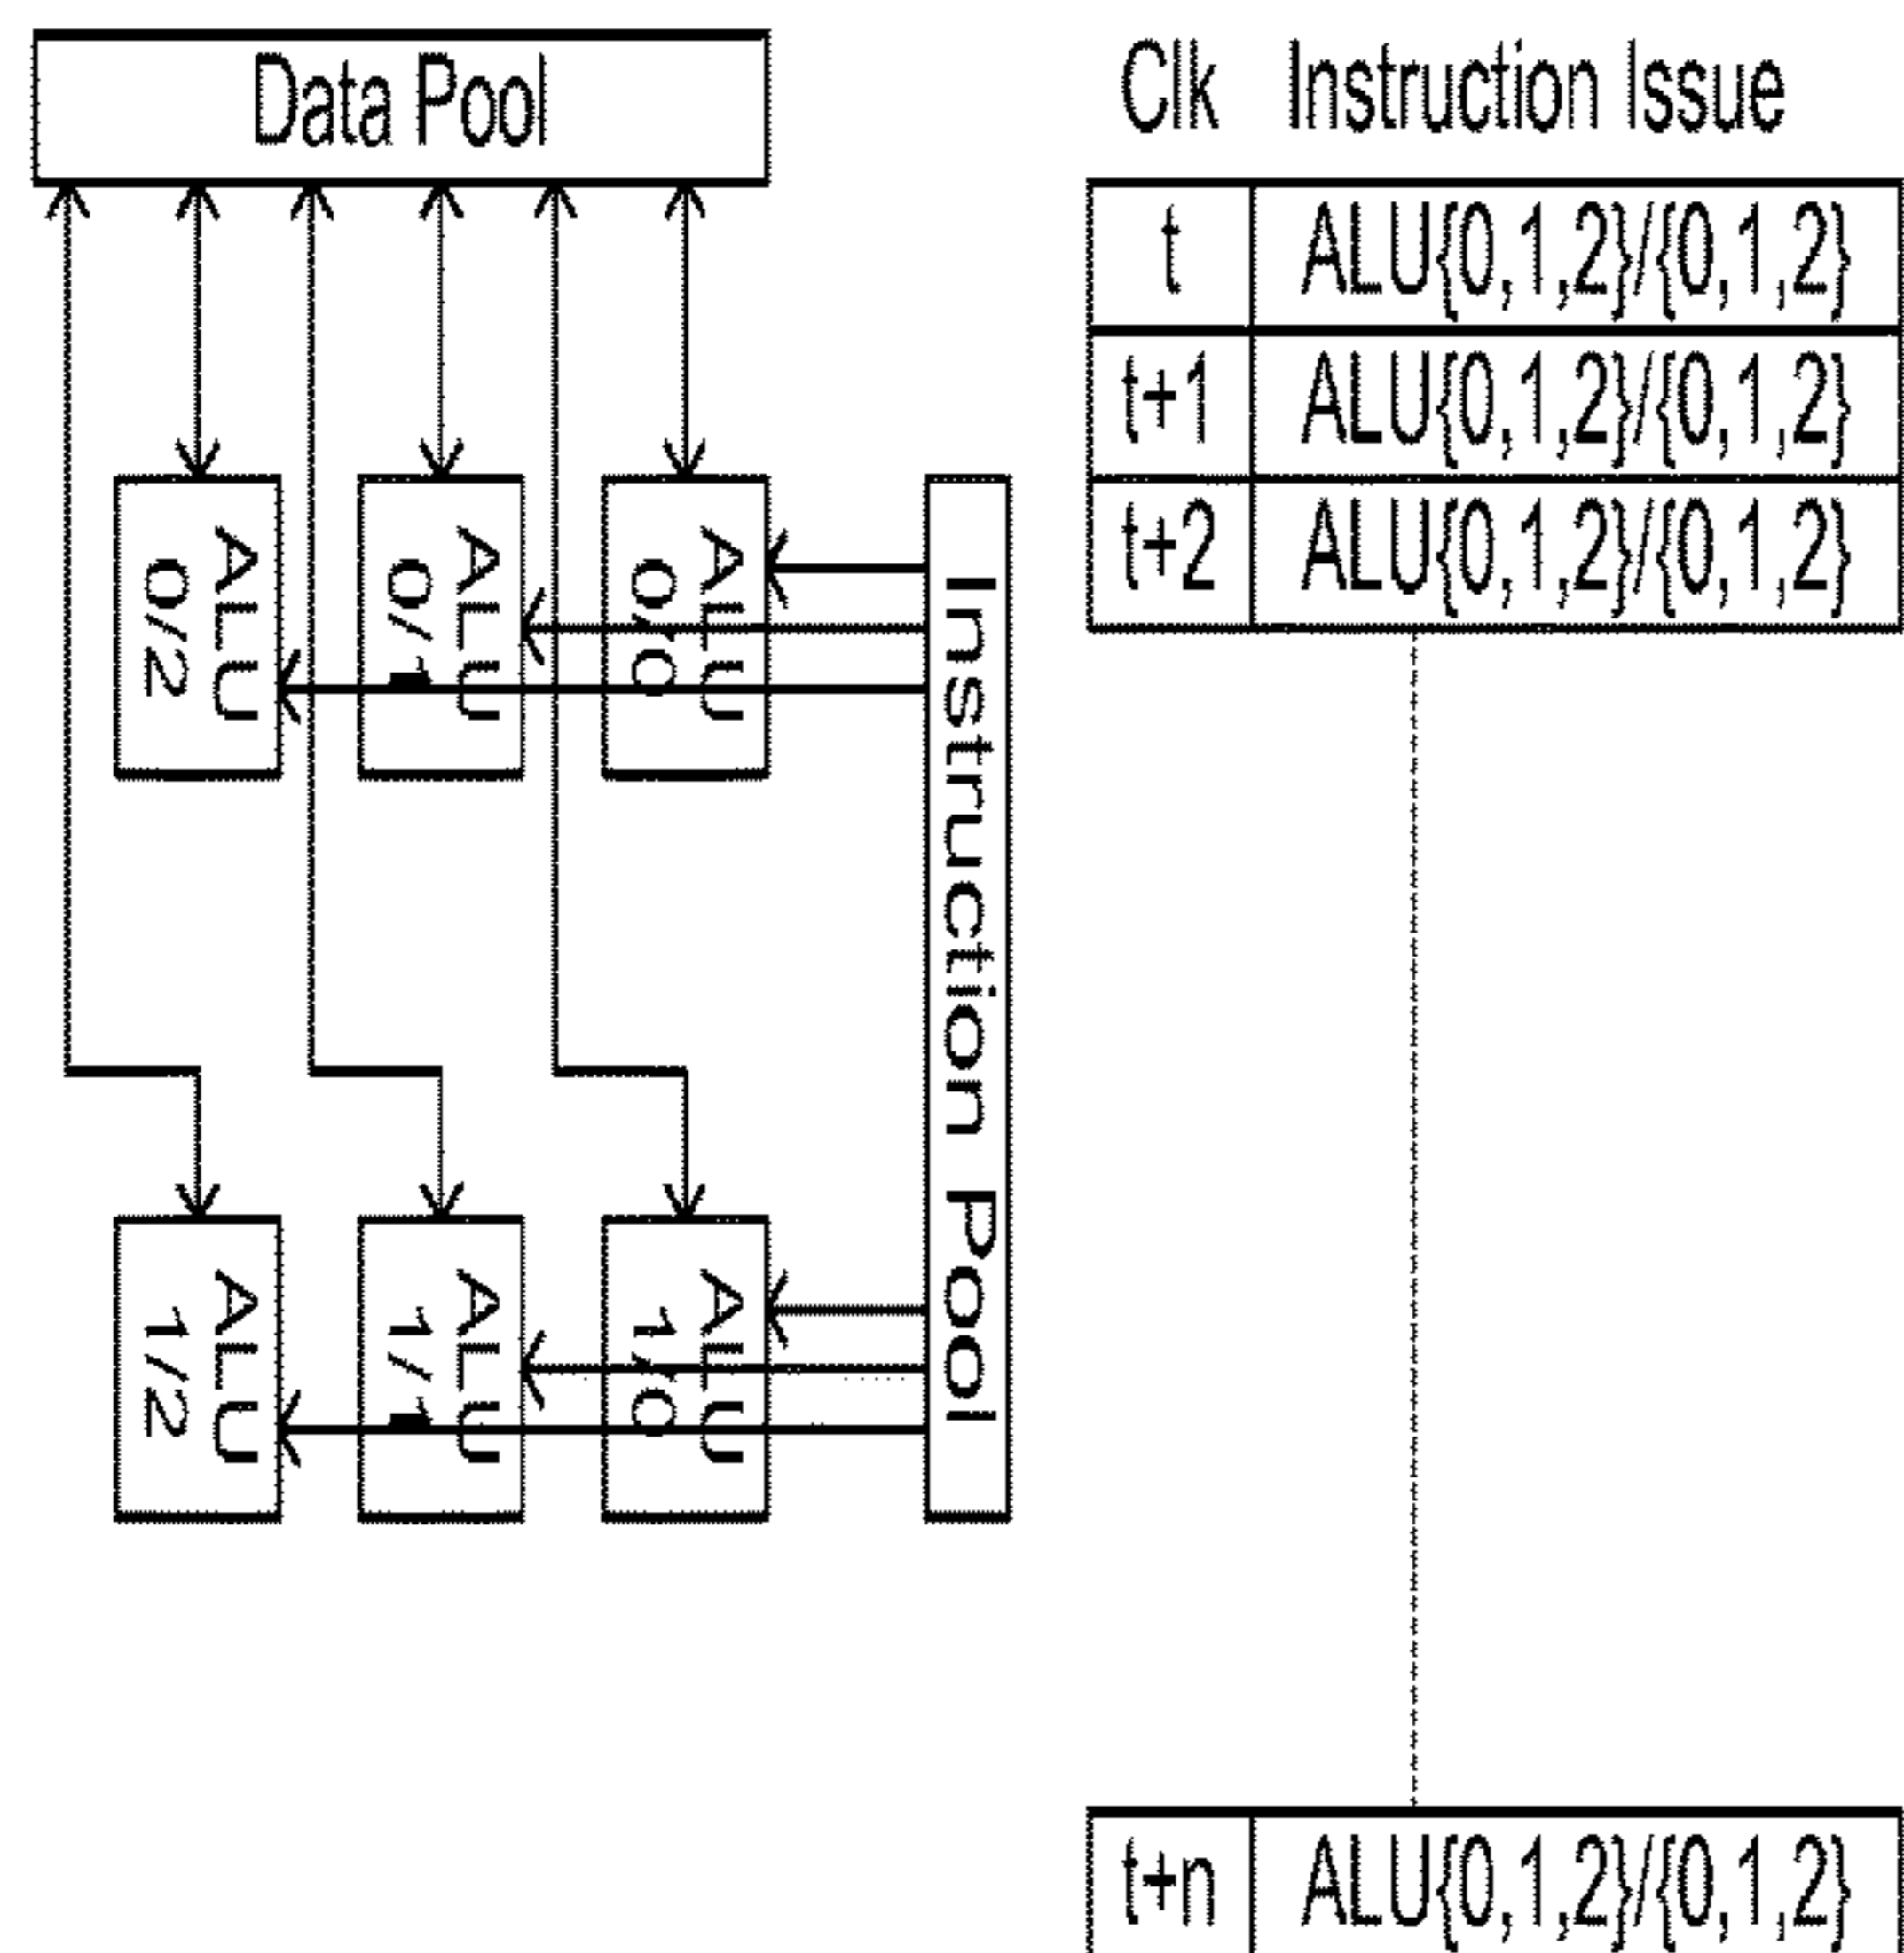 Data Pool
Clk Instruction Issue
t ALU{0,1,2}/{0,1,2}
t+1 ALU{0,1,2}/{0,1,2}
t+2 ALU{0,1,2}/{0,1,2}
ALU
0/2
ALU
0/1
ALU
0/0
Instruction Pool
ALU
1/2
ALU
1/1
ALU
1/0
t+n ALU{0,1,2}/{0,1,2}